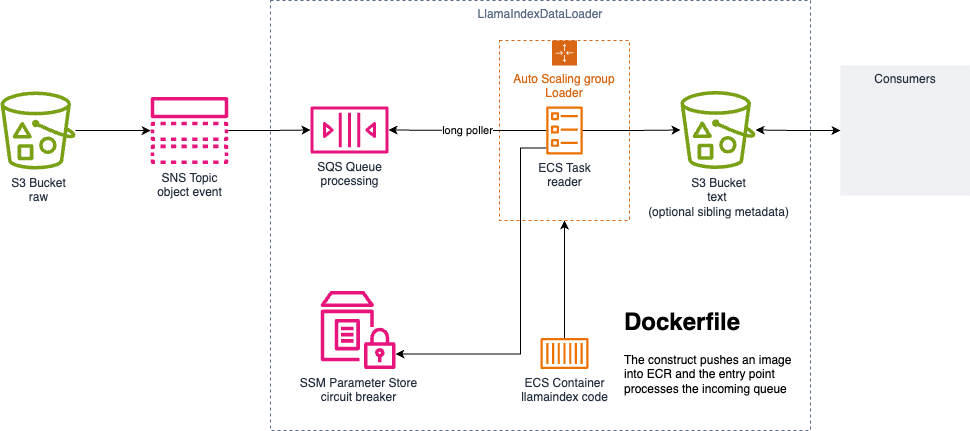 LlamaIndexDataLoader
Auto Scaling group
Loader
Consumers
long poller
S3 Bucket
raw
SNS Topic
object event
SQS Queue
processing
ECS Task
reader
S3 Bucket
text
(optional sibling metadata)
SSM Parameter Store
circuit breaker
ECS Container
llamaindex code
Dockerfile
The construct pushes an image
into ECR and the entry point
processes the incoming queue